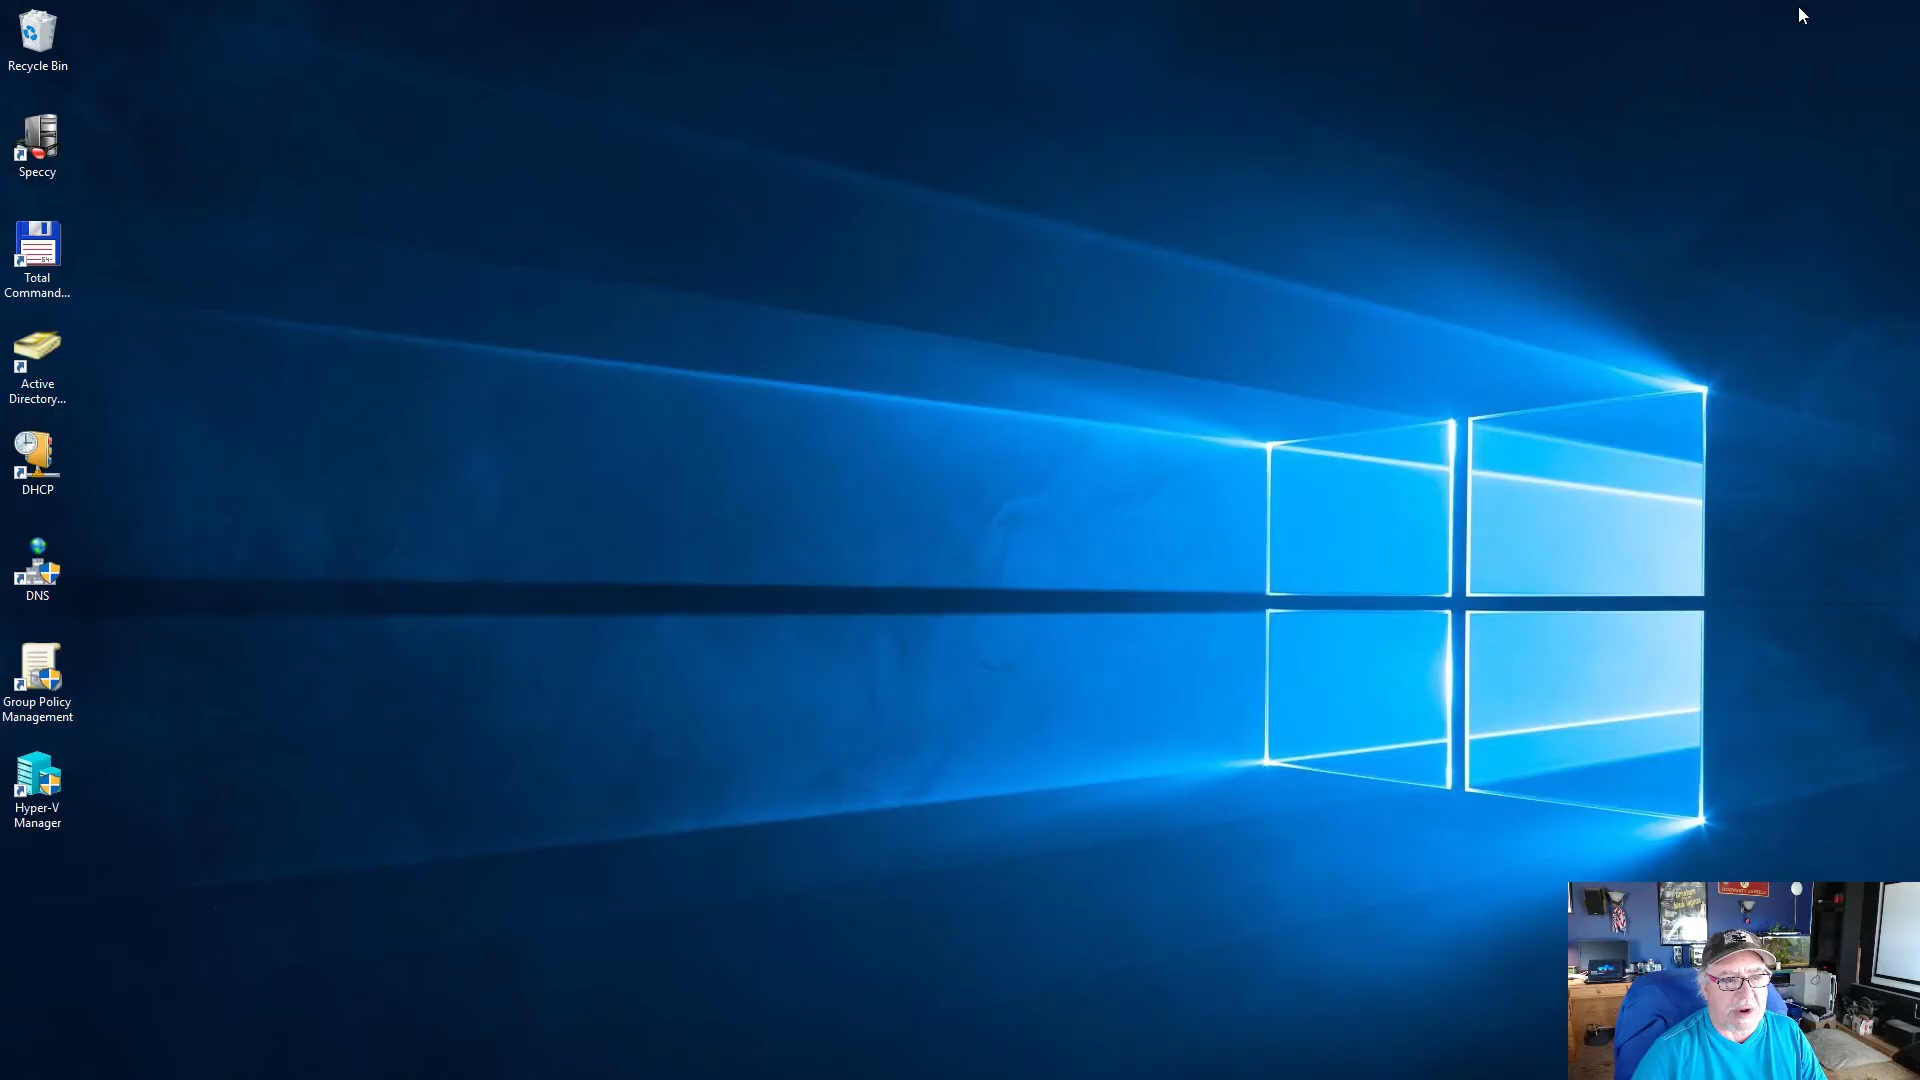 Recycle Bin
Speccy
Total
Command...
Active
Directory...
DHCP
DNS
Group Policy
Management
Hyper-V
Manager